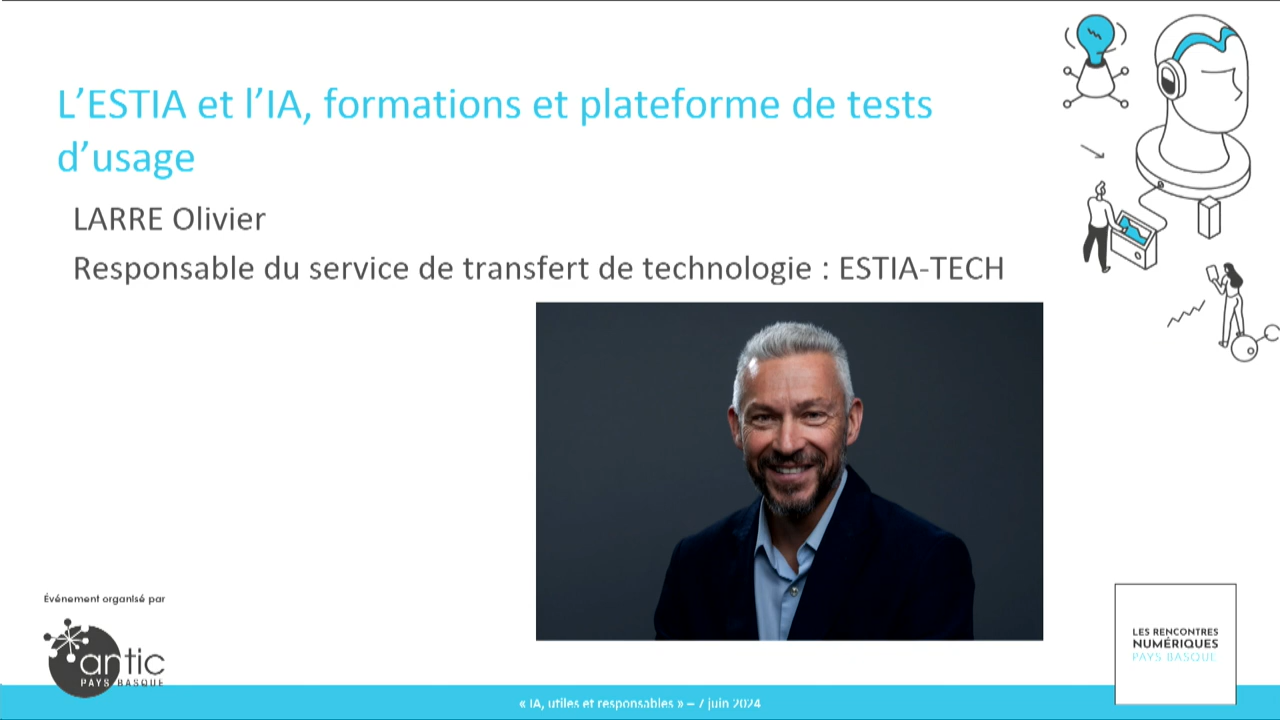 L'ESTIA et l'IA, formations et plateforme de tests
d'usage
LARRE Olivier
Responsable du service de transfert de technologie : ESTIA-TECH
Événement organisé par
antic
PAYS BASQUE
LES RENCONTRES
NUMÉRIQUES
PAYS BASQUE
« IA, utiles et responsables » – 7 juin 2024